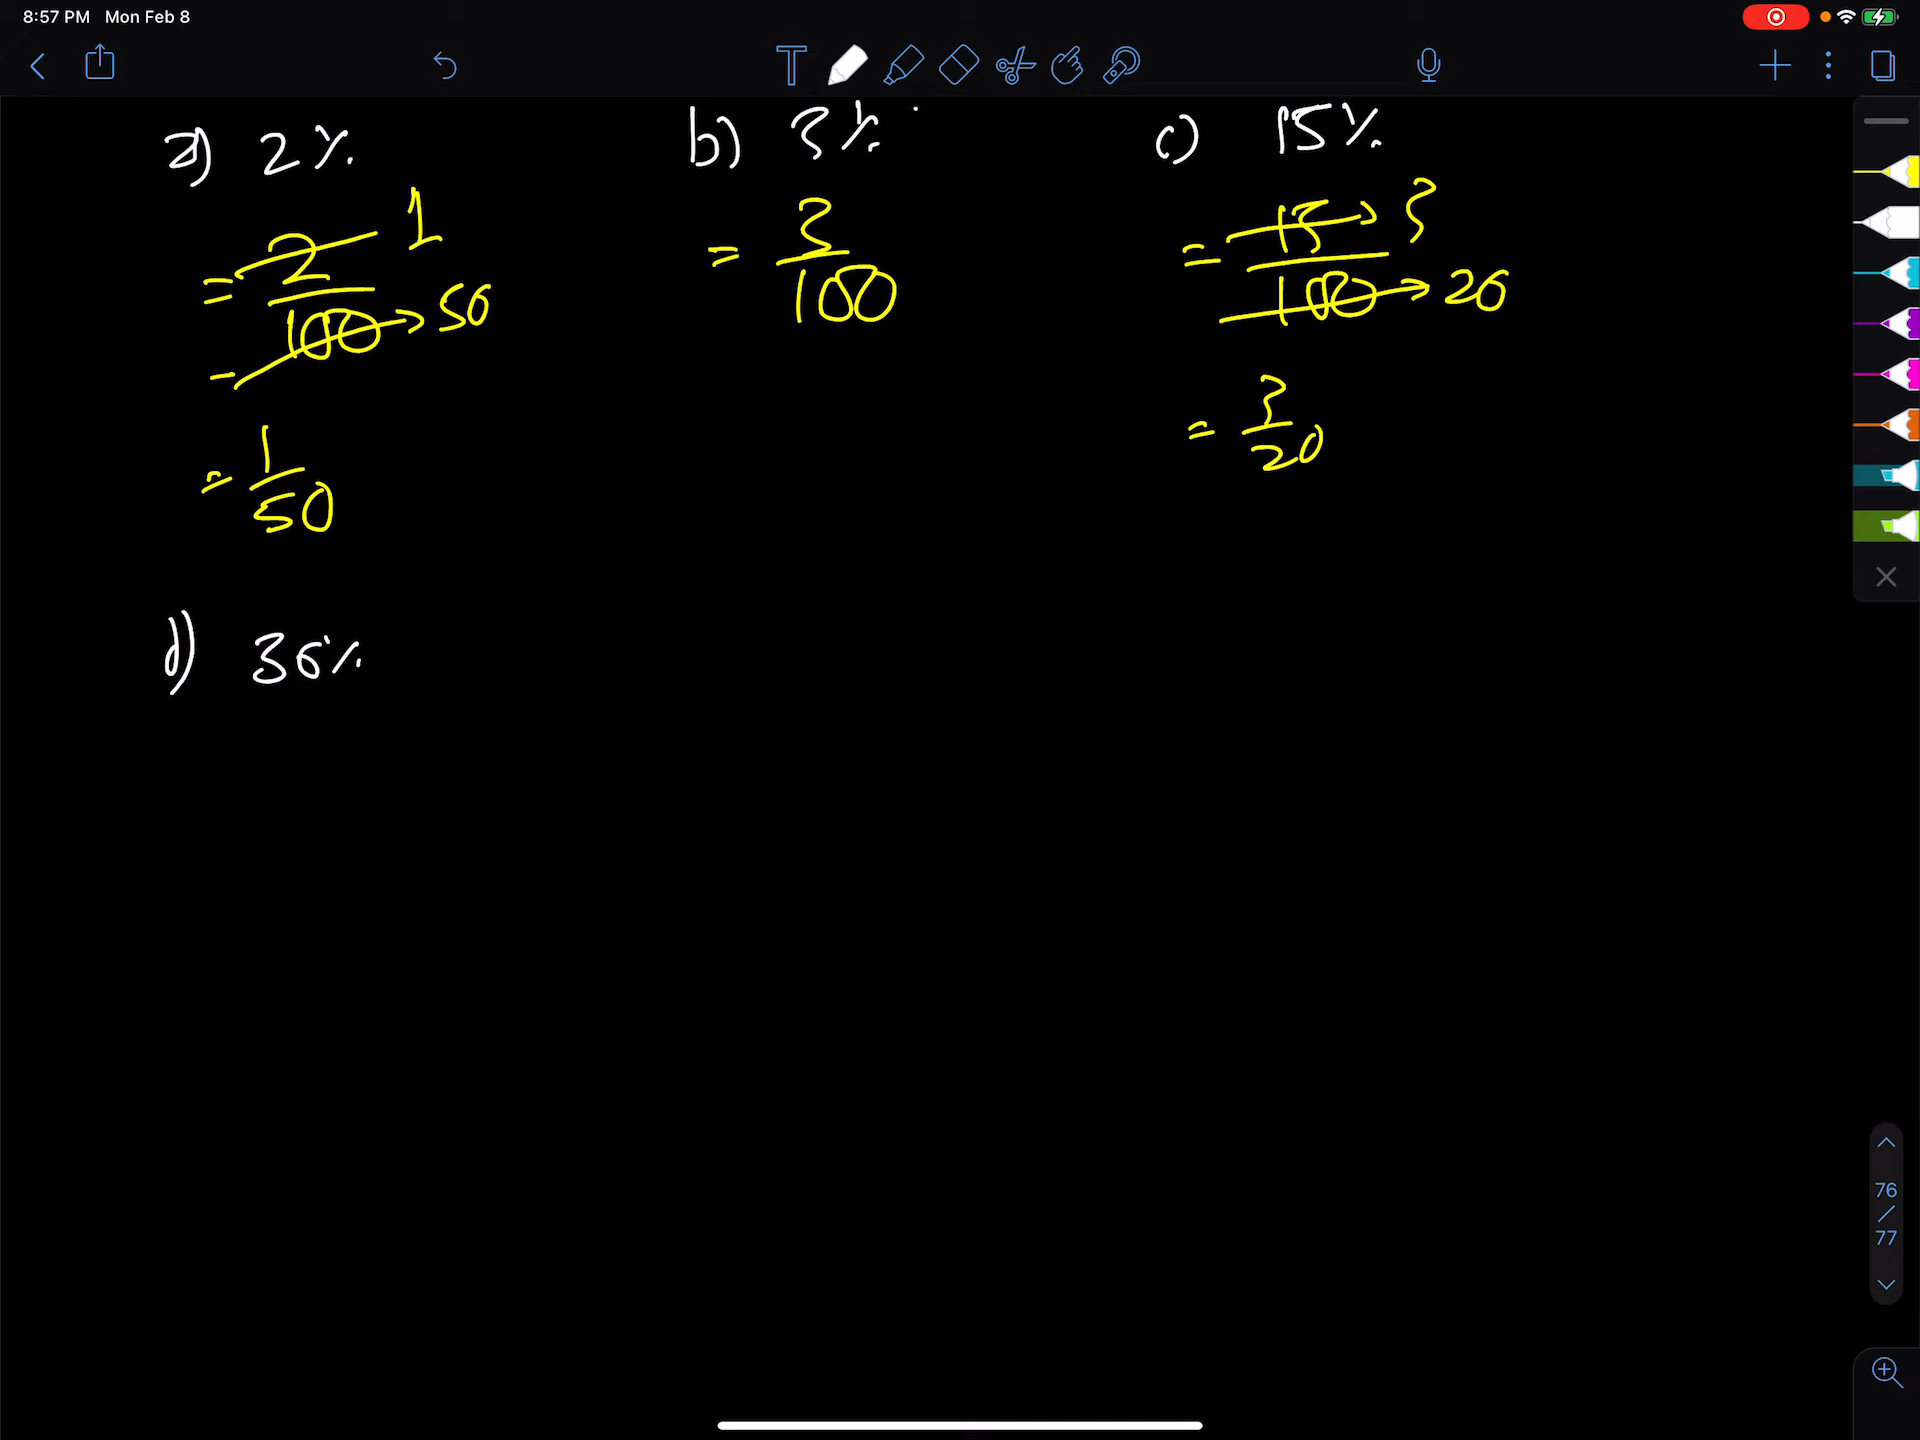 8:57 PM Mon Feb 8
T
a) 2%
b) 3%
c) 15%
= 2/100 → 1, 50
= 3/100
= 15/100 → 3, → 20
= 1/50
= 3/20
d) 36%
76
/
77